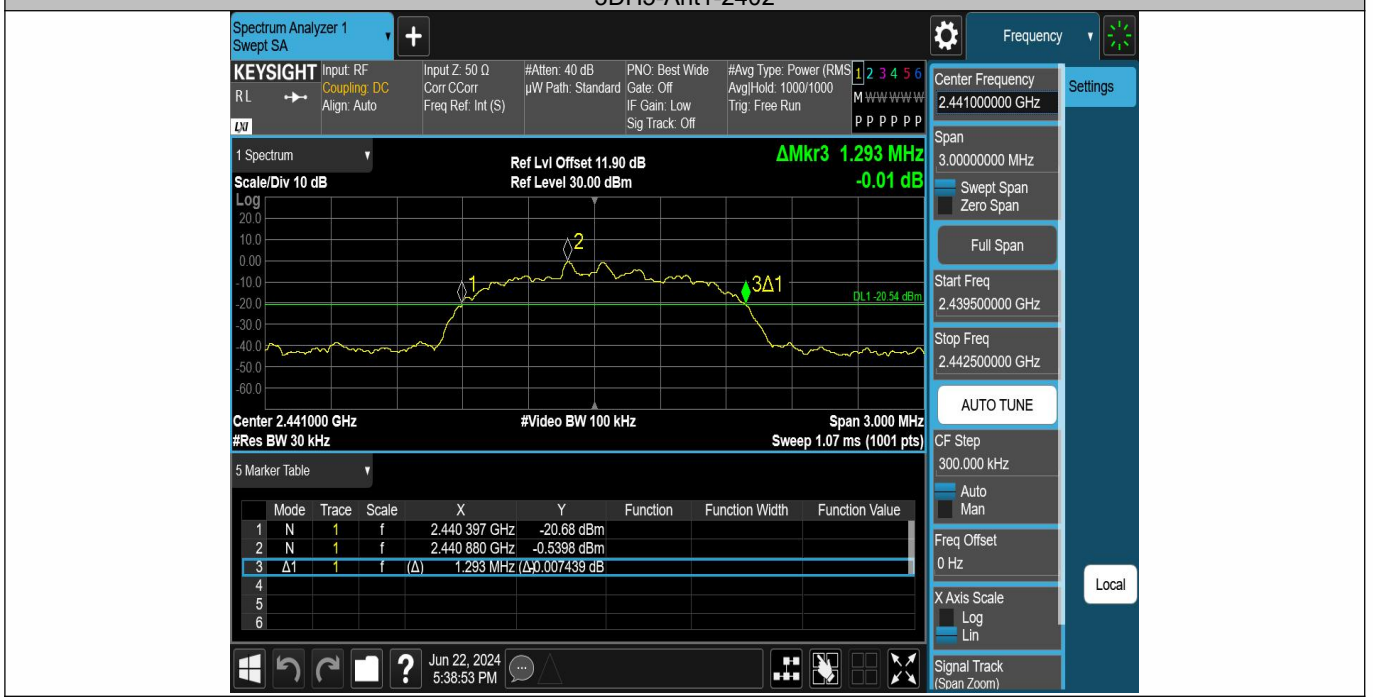 3DH5-Ant1-2402
Spectrum Analyzer 1
Swept SA
+
Frequency
KEYSIGHT
RL
LXI
Input: RF
Coupling: DC
Align: Auto
Input Z: 50 Ω
Corr CCorr
Freq Ref: Int (S)
#Atten: 40 dB
µW Path: Standard
PNO: Best Wide
Gate: Off
IF Gain: Low
Sig Track: Off
#Avg Type: Power (RMS
Avg|Hold: 1000/1000
Trig: Free Run
1 2 3 4 5 6
M W W W W W
P P P P P P
1 Spectrum
Scale/Div 10 dB
Ref Lvl Offset 11.90 dB
Ref Level 30.00 dBm
ΔMkr3 1.293 MHz
-0.01 dB
Log
20.0
10.0
0.00
-10.0
-20.0
-30.0
-40.0
-50.0
-60.0
1
2
3Δ1
DL1 -20.54 dBm
Center 2.441000 GHz
#Video BW 100 kHz
Span 3.000 MHz
#Res BW 30 kHz
Sweep 1.07 ms (1001 pts)
5 Marker Table
Mode Trace Scale X Y Function Function Width Function Value
1 N 1 f 2.440 397 GHz -20.68 dBm
2 N 1 f 2.440 880 GHz -0.5398 dBm
3 Δ1 1 f (Δ) 1.293 MHz (Δ)-0.007439 dB
4
5
6
?
Jun 22, 2024
5:38:53 PM
Center Frequency
2.441000000 GHz
Settings
Span
3.00000000 MHz
Swept Span
Zero Span
Full Span
Start Freq
2.439500000 GHz
Stop Freq
2.442500000 GHz
AUTO TUNE
CF Step
300.000 kHz
Auto
Man
Freq Offset
0 Hz
Local
X Axis Scale
Log
Lin
Signal Track
(Span Zoom)